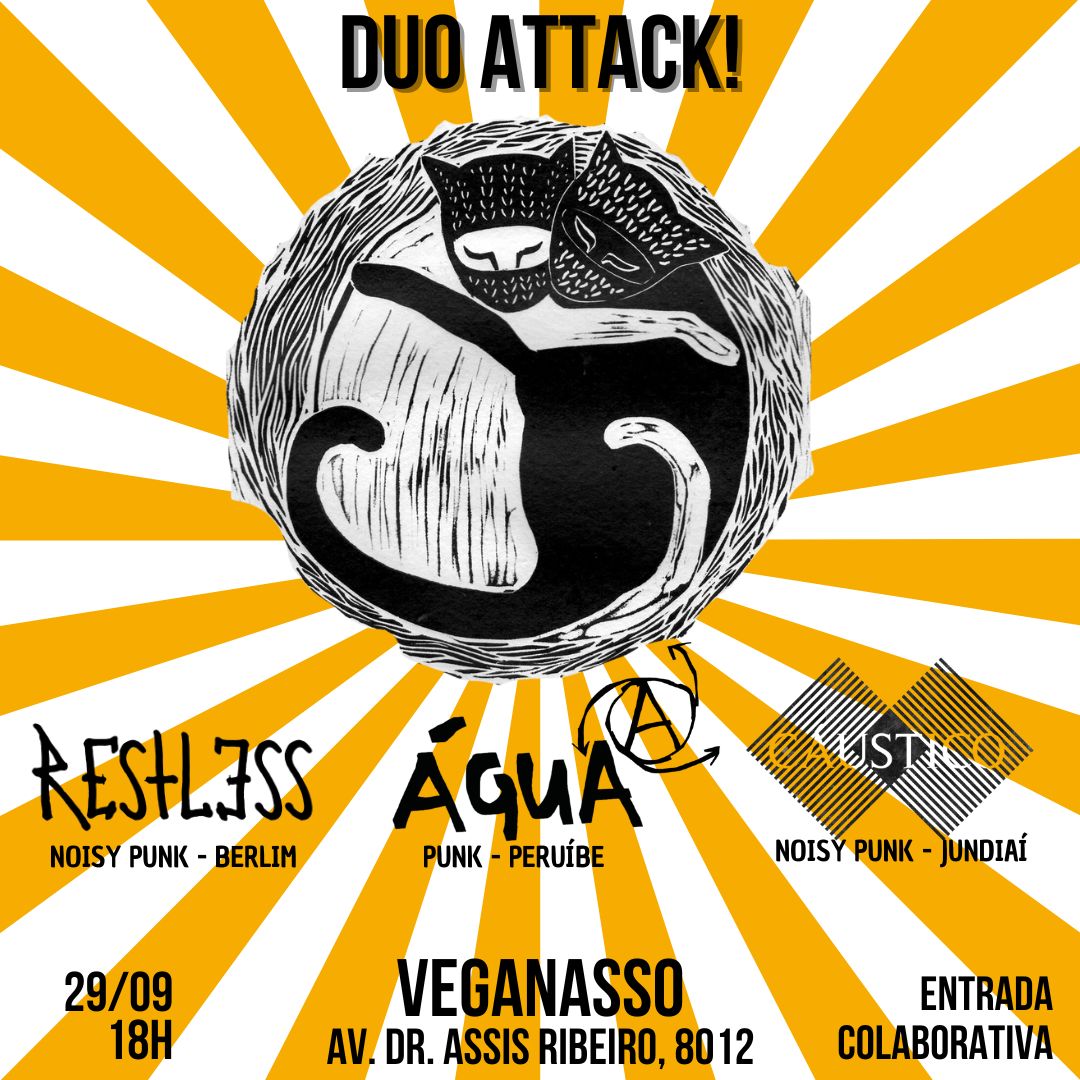 DUO ATTACK!
RESTLESS
NOISY PUNK - BERLIM
ÁGUA
A
PUNK - PERUÍBE
CAUSTICO
NOISY PUNK - JUNDIAÍ
29/09
18H
VEGANASSO
AV. DR. ASSIS RIBEIRO, 8012
ENTRADA
COLABORATIVA